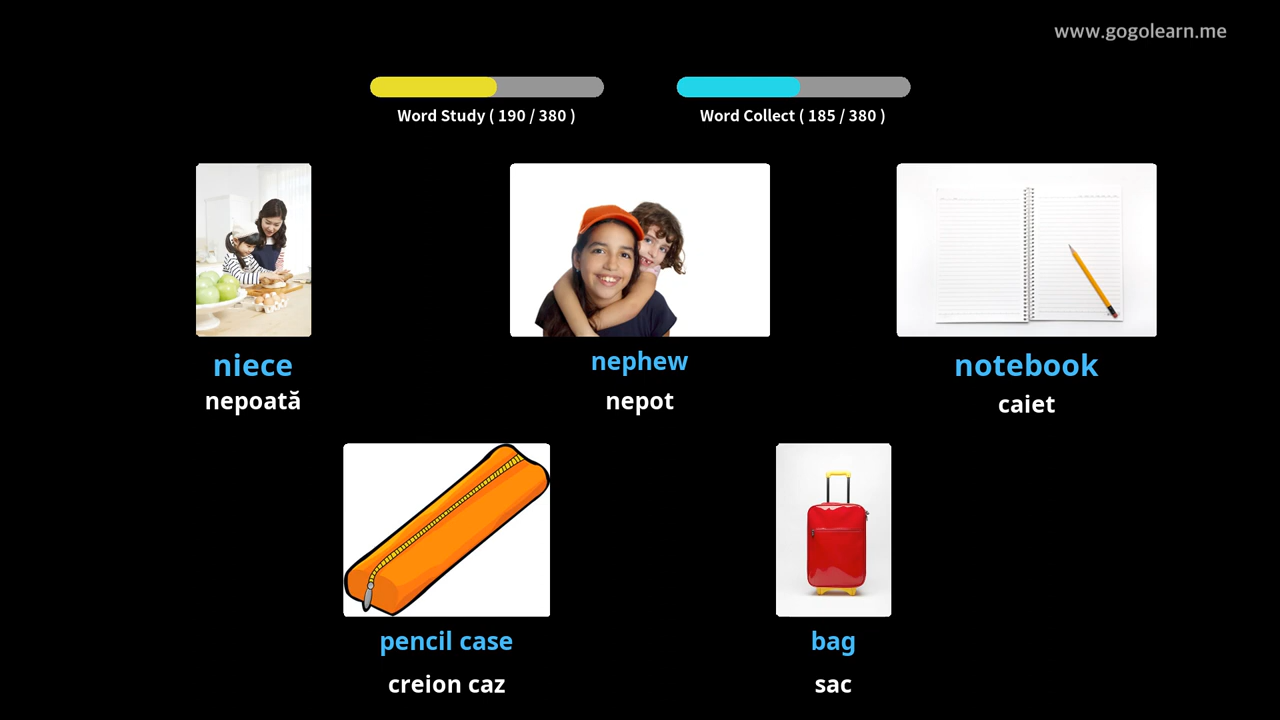 www.gogolearn.me
Word Study ( 190 / 380 )
Word Collect ( 185 / 380 )
niece
nepoată
nephew
nepot
notebook
caiet
pencil case
creion caz
bag
sac